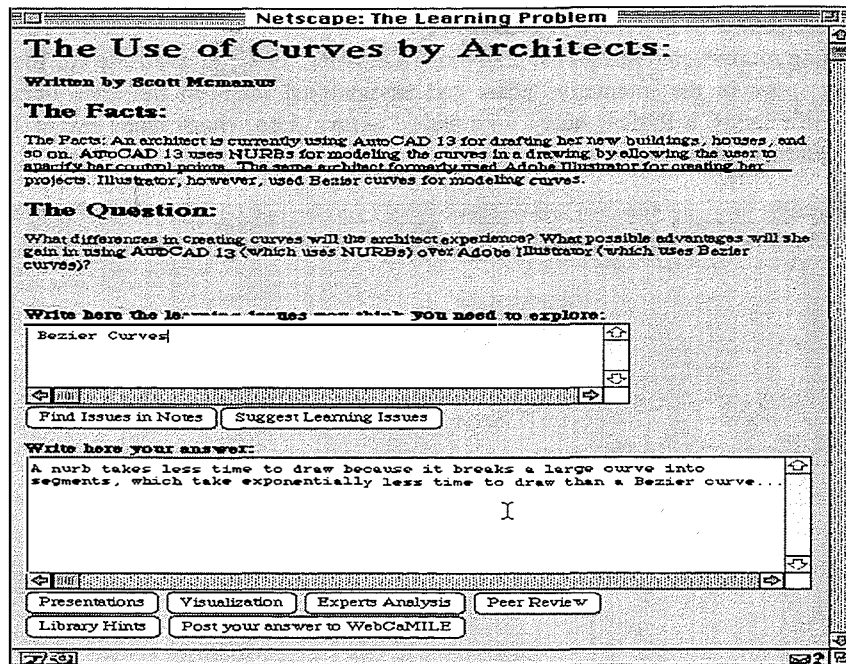 Netscape: The Learning Problem
The Use of Curves by Architects:
Written by Scott Mcmanus
The Facts:
The Facts: An architect is currently using AutoCAD 13 for drafting her new buildings, houses, and
so on. AutoCAD 13 uses NURBs for modeling the curves in a drawing by allowing the user to
specify her control points. The same architect formerly used Adobe Illustrator for creating her
projects. Illustrator, however, used Bezier curves for modeling curves.
The Question:
What differences in creating curves will the architect experience? What possible advantages will she
gain in using AutoCAD 13 (which uses NURBs) over Adobe Illustrator (which uses Bezier
curves)?
Write here the learning issues you think you need to explore:
Bezier Curves
Find Issues in Notes Suggest Learning Issues
Write here your answer:
A nurb takes less time to draw because it breaks a large curve into
segments, which take exponentially less time to draw than a Bezier curve...
Presentations Visualization Experts Analysis Peer Review
Library Hints Post your answer to WebCaMILE
?